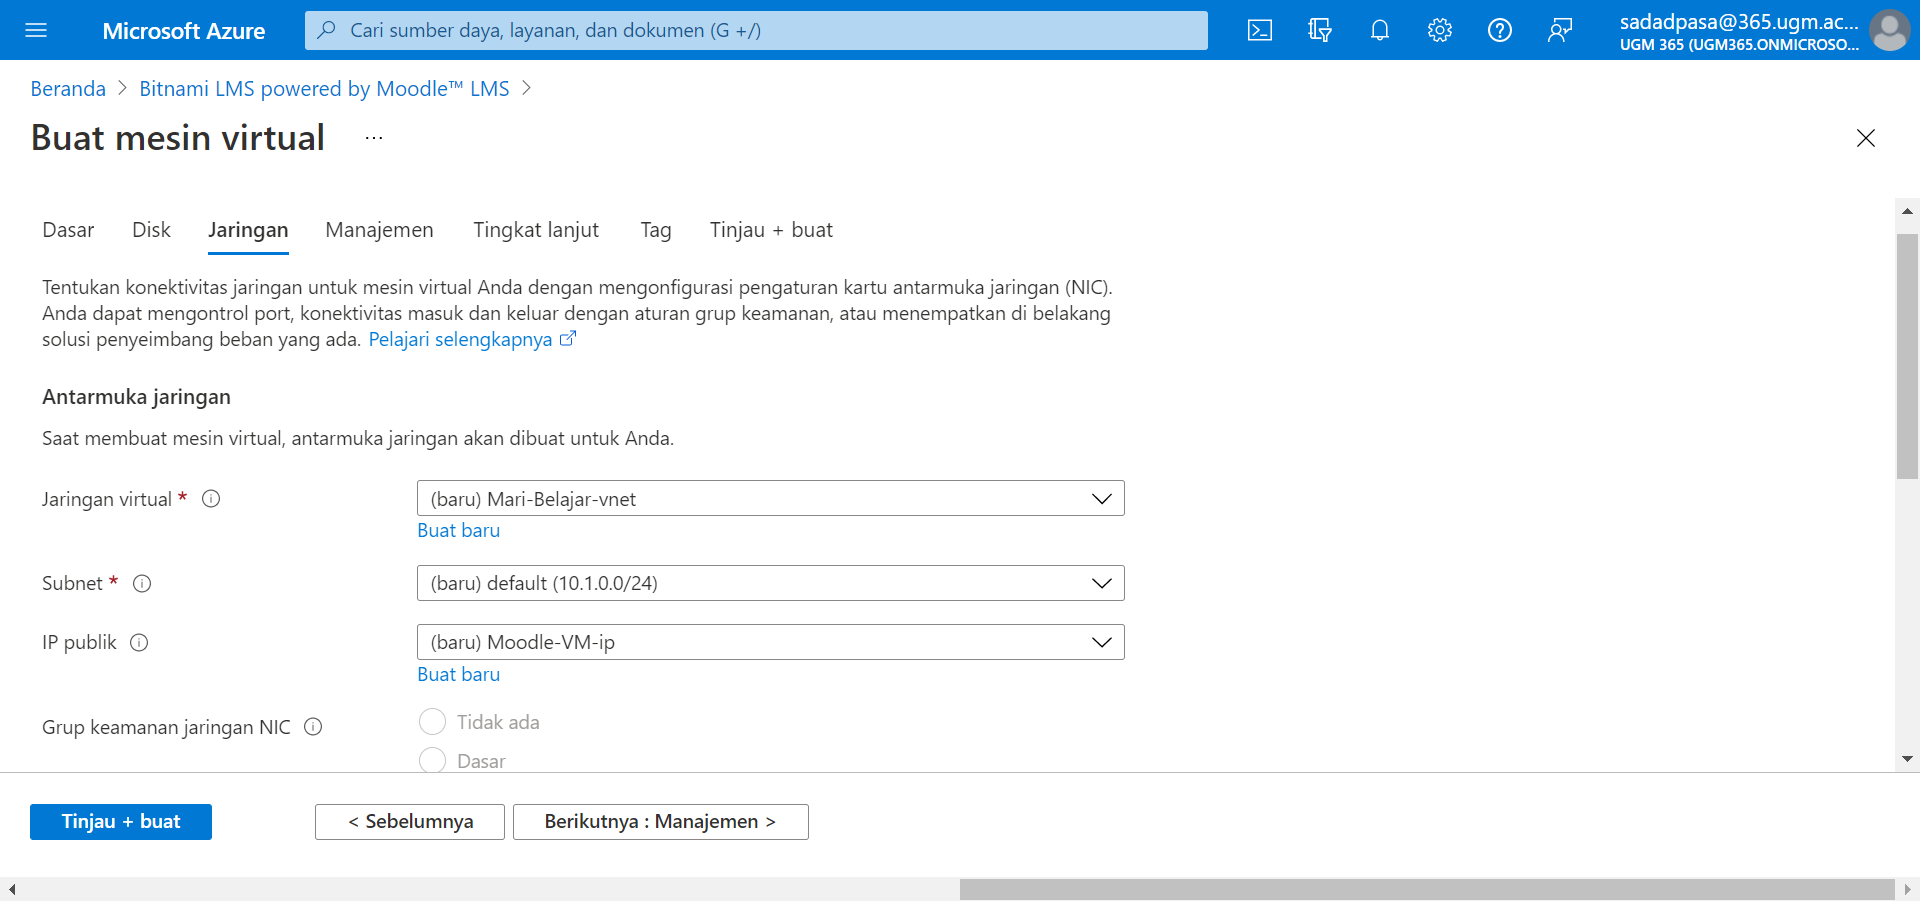 Microsoft Azure
Cari sumber daya, layanan, dan dokumen (G +/)
sadadpasa@365.ugm.ac...
UGM 365 (UGM365.ONMICROSO...
Beranda > Bitnami LMS powered by Moodle™ LMS >
Buat mesin virtual ...
Dasar Disk Jaringan Manajemen Tingkat lanjut Tag Tinjau + buat
Tentukan konektivitas jaringan untuk mesin virtual Anda dengan mengonfigurasi pengaturan kartu antarmuka jaringan (NIC).
Anda dapat mengontrol port, konektivitas masuk dan keluar dengan aturan grup keamanan, atau menempatkan di belakang
solusi penyeimbang beban yang ada. Pelajari selengkapnya
Antarmuka jaringan
Saat membuat mesin virtual, antarmuka jaringan akan dibuat untuk Anda.
Jaringan virtual * (baru) Mari-Belajar-vnet
Buat baru
Subnet * (baru) default (10.1.0.0/24)
IP publik (baru) Moodle-VM-ip
Buat baru
Grup keamanan jaringan NIC
Tidak ada
Dasar
Tinjau + buat < Sebelumnya Berikutnya : Manajemen >